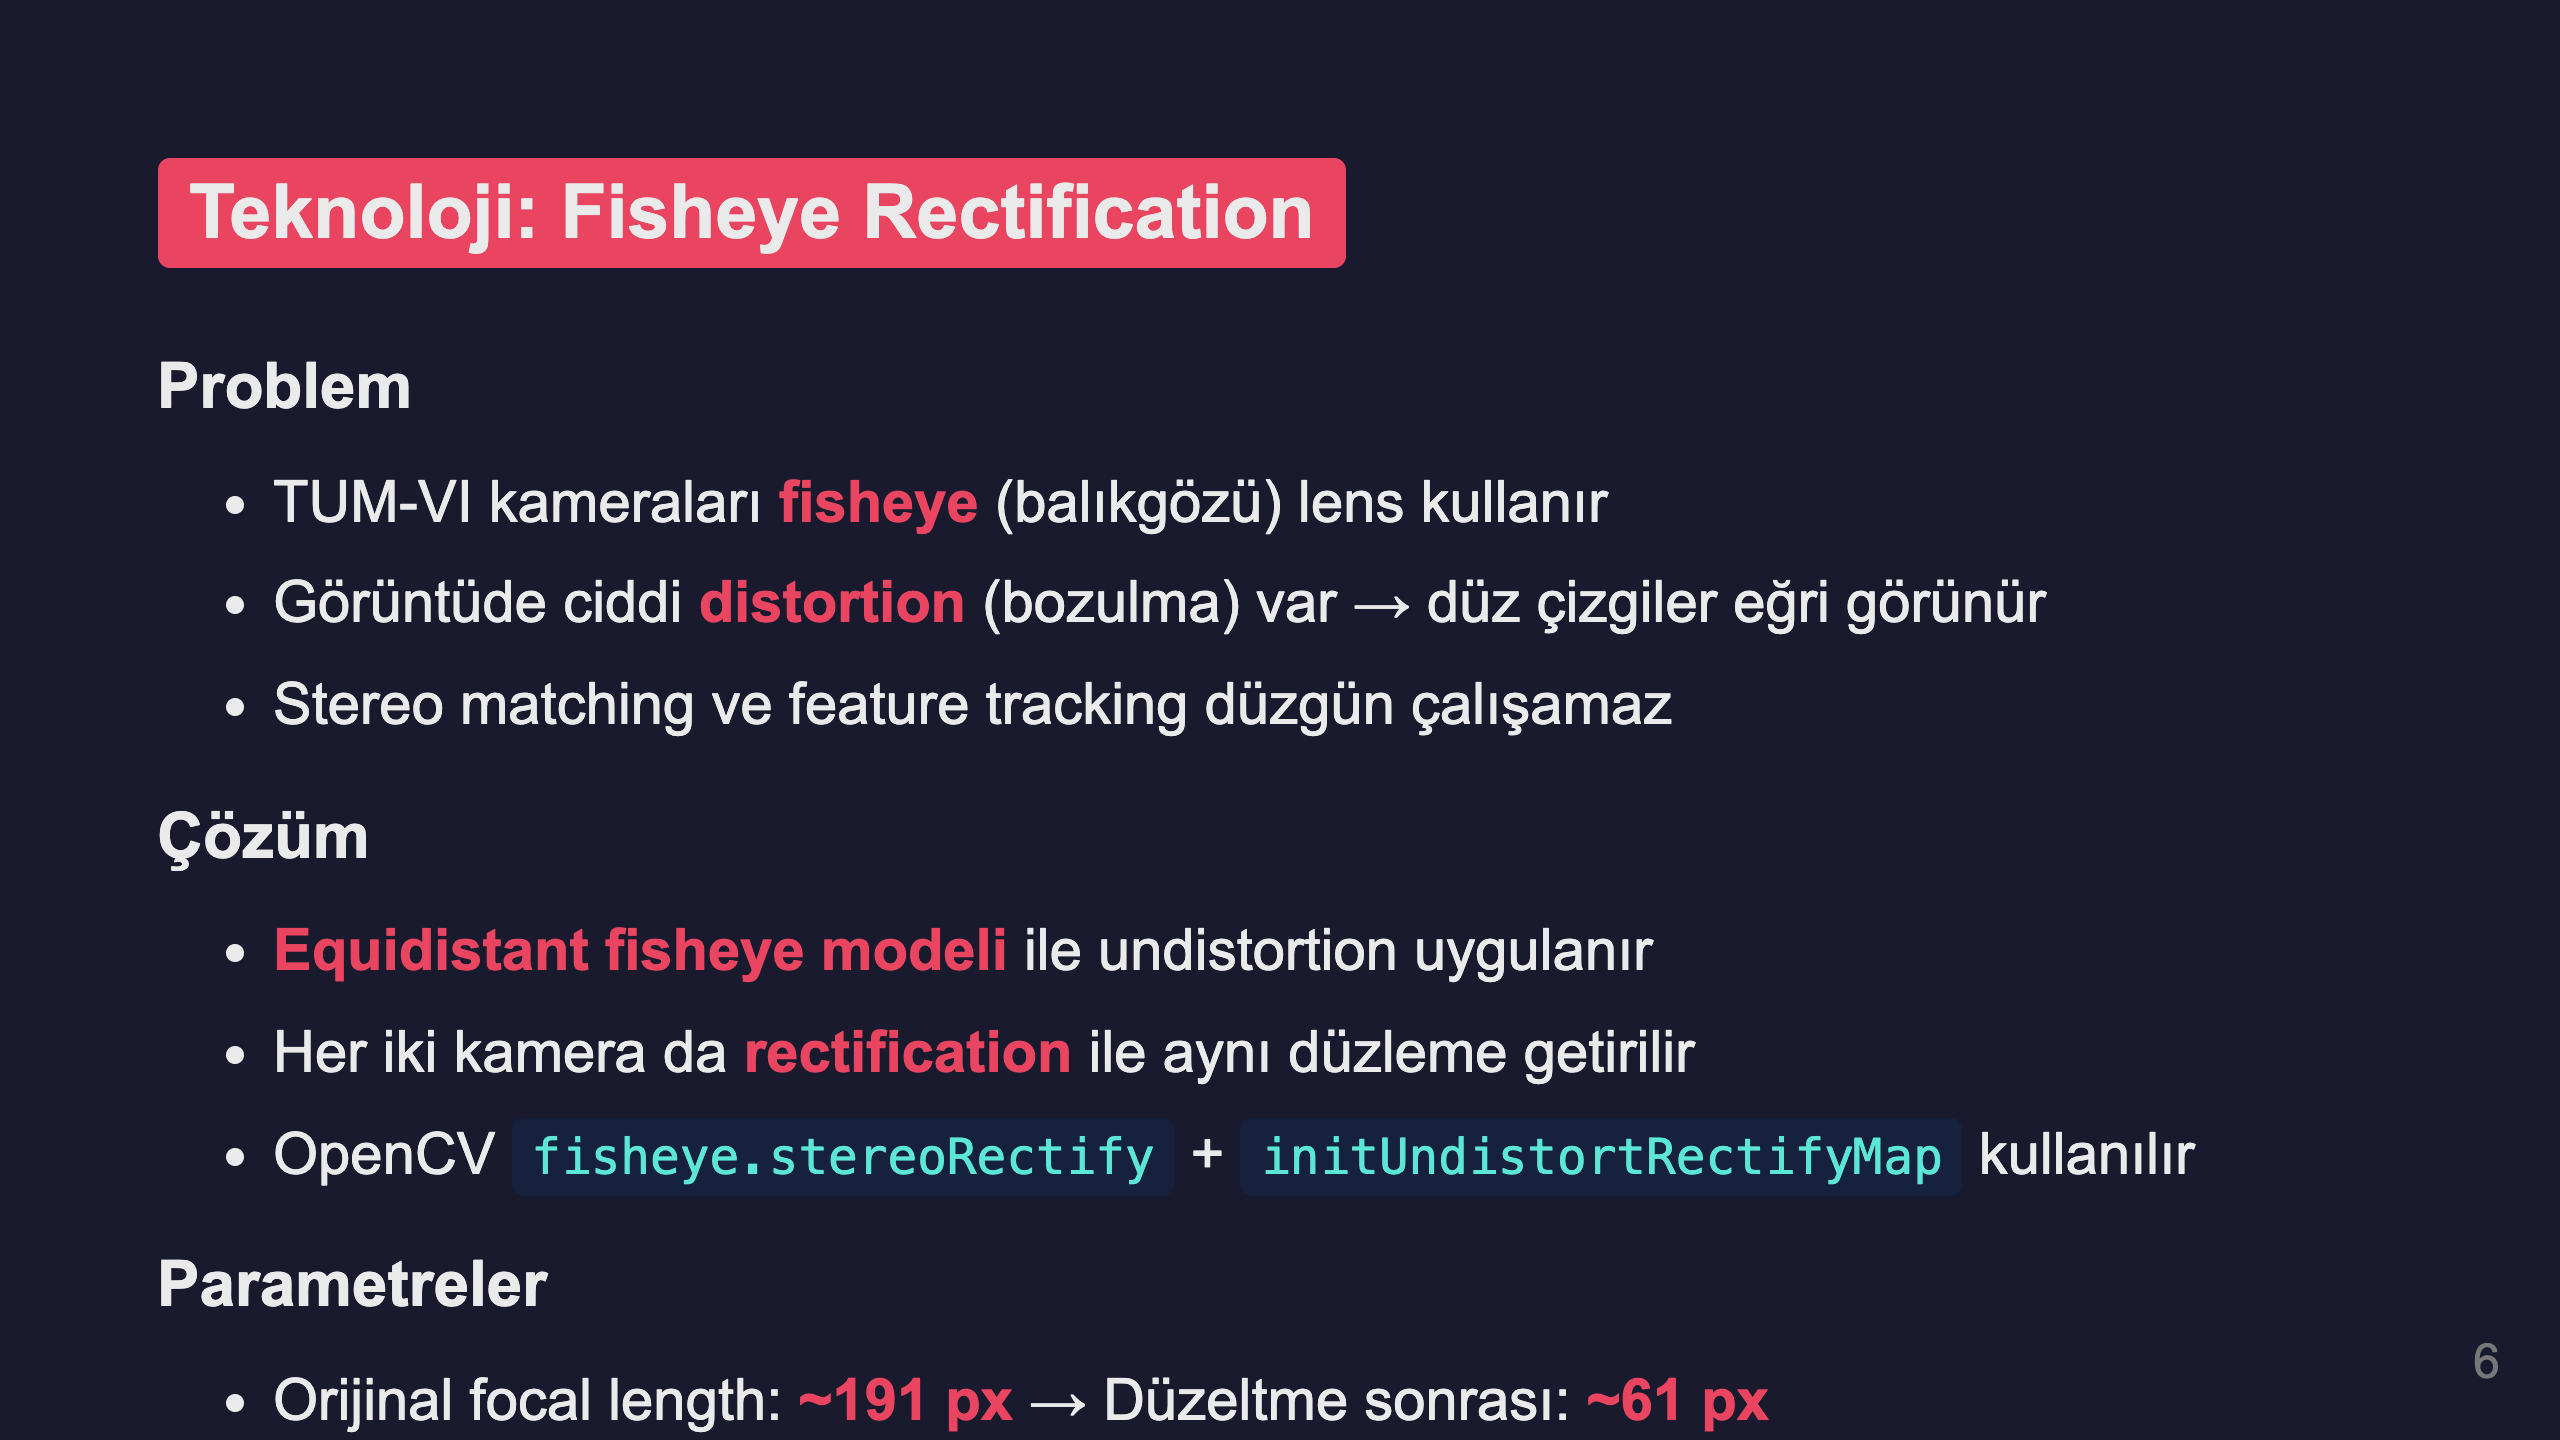 Teknoloji: Fisheye Rectification
Problem
• TUM-VI kameraları fisheye (balıkgözü) lens kullanır
• Görüntüde ciddi distortion (bozulma) var → düz çizgiler eğri görünür
• Stereo matching ve feature tracking düzgün çalışamaz
Çözüm
• Equidistant fisheye modeli ile undistortion uygulanır
• Her iki kamera da rectification ile aynı düzleme getirilir
• OpenCV fisheye.stereoRectify + initUndistortRectifyMap kullanılır
Parametreler
• Orijinal focal length: ~191 px → Düzeltme sonrası: ~61 px
6